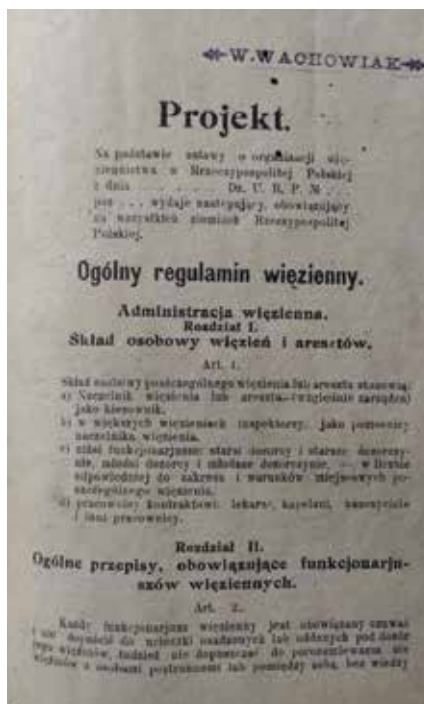 W. WACHOWIAK
Projekt.
Na podstawie ustawy o organizacji wię-
ziennictwa w Rzeczypospolitej Polskiej
z dnia . . . . . . . Dz. U. R. P. № . . .
poz . . . wydaje następujący, obowiązujący
na wszystkich ziemiach Rzeczypospolitej
Polskiej.
Ogólny regulamin więzienny.
Administracja więzienna.
Rozdział I.
Skład osobowy więzień i aresztów.
Art. 1.
Skład osobowy poszczególnego więzienia lub aresztu stanowią:
a) Naczelnik więzienia lub aresztu (względnie zarządca)
jako kierownik.
b) w większych więzieniach inspektorzy, jako pomocnicy
naczelnika więzienia.
c) niżsi funkcjonarjusze: starsi dozorcy i starsze dozorczy-
nie, młodsi dozorcy i młodsze dozorczynie, — w liczbie
odpowiedniej do zakresu i warunków miejscowych po-
szczególnego więzienia.
d) pracownicy kontraktowi: lekarze, kapelani, nauczyciele
i inni pracownicy.
Rozdział II.
Ogólne przepisy, obowiązujące funkcjonarju-
szów więziennych.
Art. 2.
Każdy funkcjonarjusz więzienny jest obowiązany czuwać
i nie dopuścić do ucieczki osadzonych lub oddanych pod dozór
jego więźniów, tudzież nie dopuszczać do porozumiewania się
więźniów z osobami postronnemi lub pomiędzy sobą, bez wiedzy